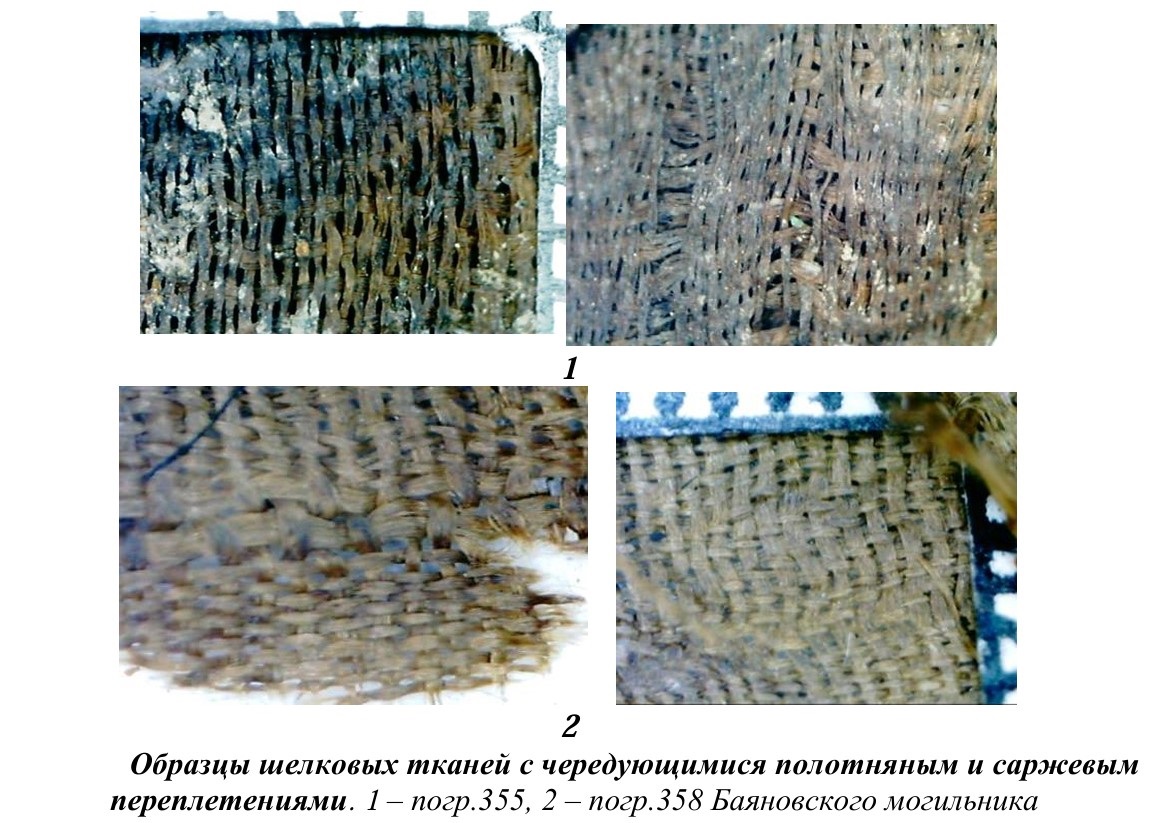 1
2
Образцы шелковых тканей с чередующимися полотняным и саржевым
переплетениями. 1 – погр.355, 2 – погр.358 Баяновского могильника